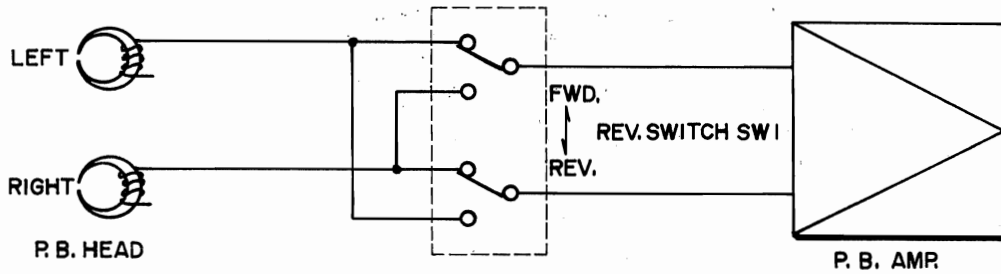 LEFT
FWD.
REV. SWITCH SW1
REV.
RIGHT
P. B. HEAD
P. B. AMP.